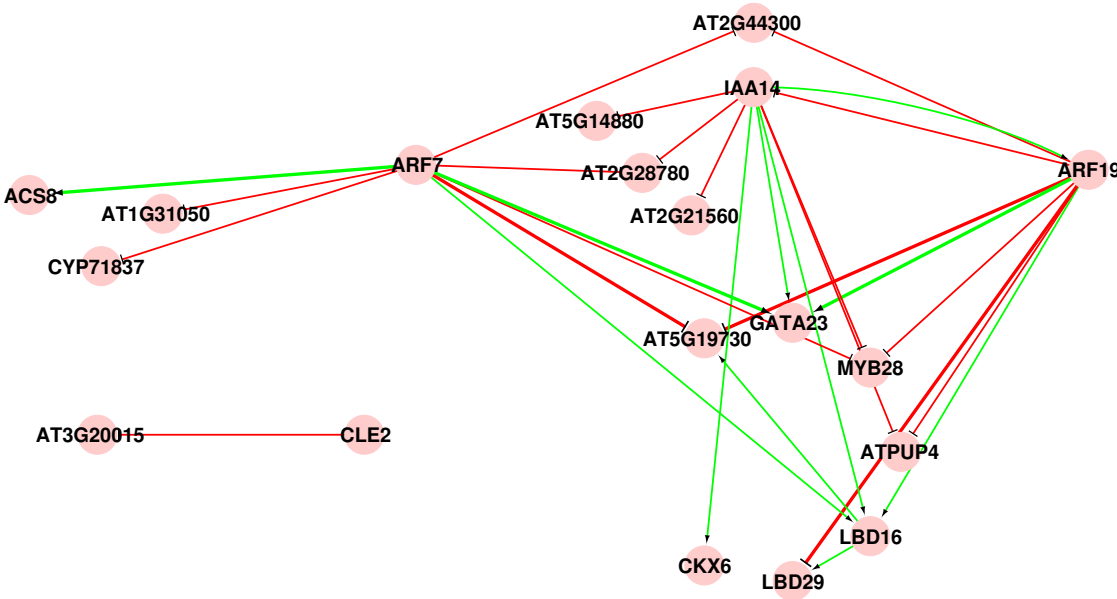 AT2G44300
IAA14
AT5G14880
ARF7
AT2G28780
ARF19
ACS8
AT1G31050
AT2G21560
CYP71837
GATA23
AT5G19730
MYB28
AT3G20015
CLE2
ATPUP4
LBD16
CKX6
LBD29